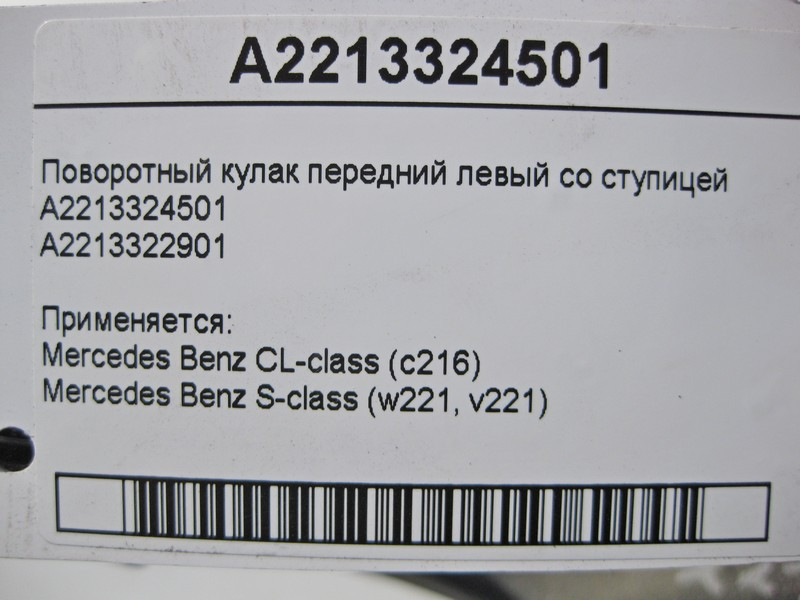 A2213324501
Поворотный кулак передний левый со ступицей
A2213324501
A2213322901
Применяется:
Mercedes Benz CL-class (c216)
Mercedes Benz S-class (w221, v221)